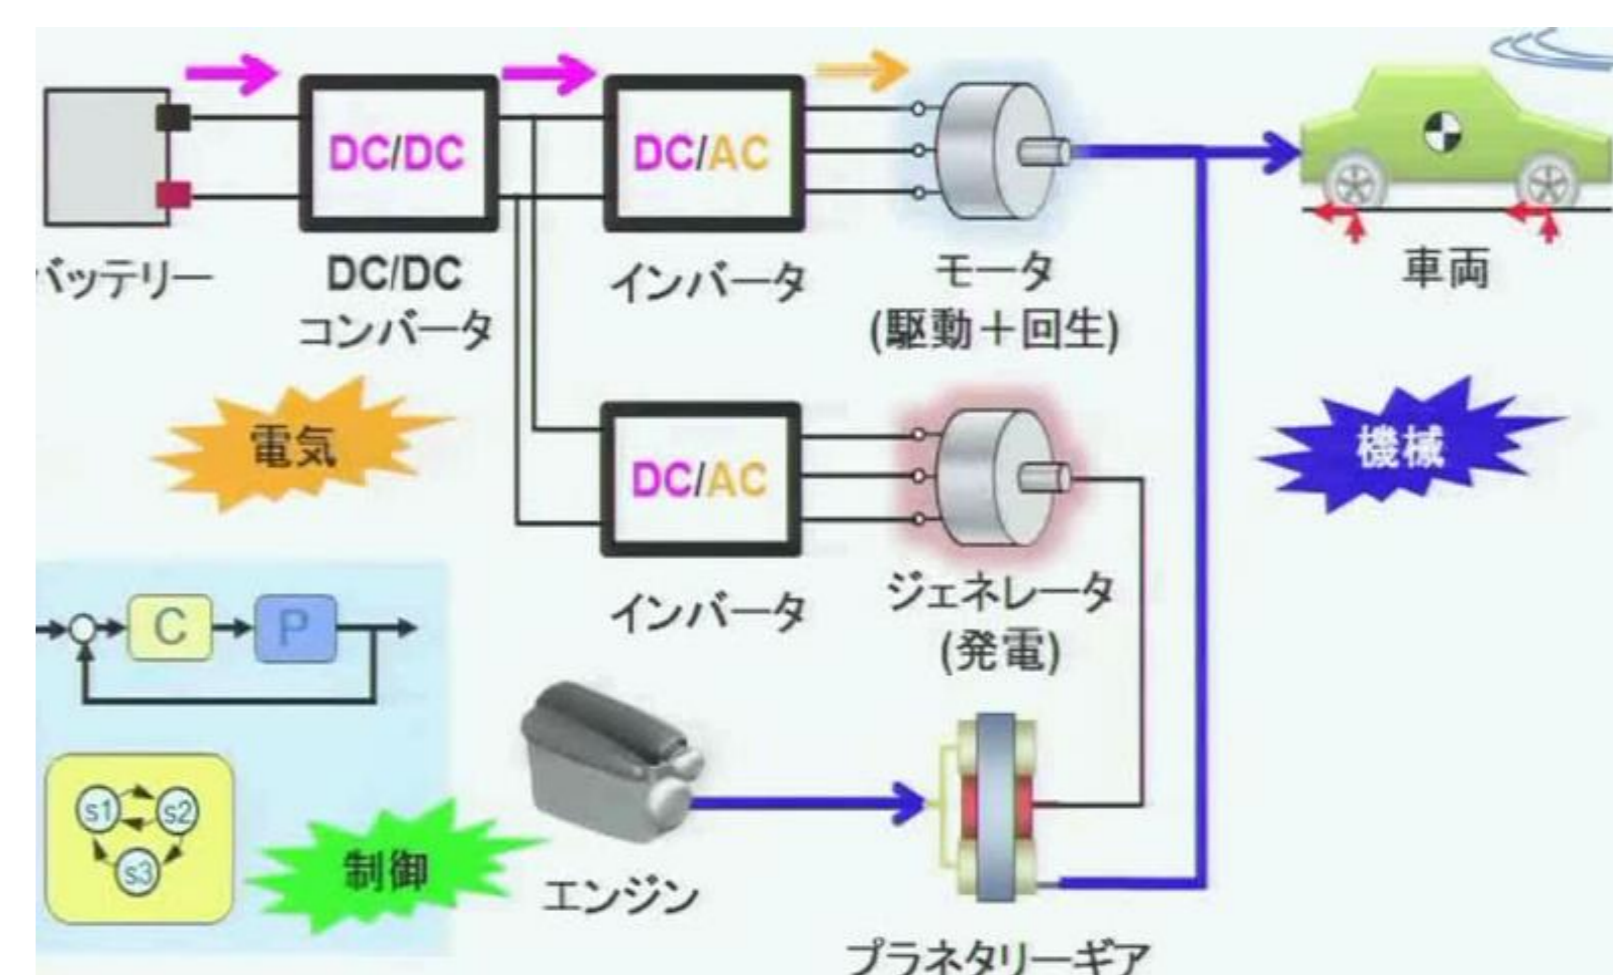 DC/DC
DC/AC
バッテリー
DC/DC
コンバータ
インバータ
モータ
(駆動＋回生)
車両
電気
機械
DC/AC
インバータ
ジェネレータ
(発電)
C
P
s1
s2
s3
制御
エンジン
プラネタリーギア